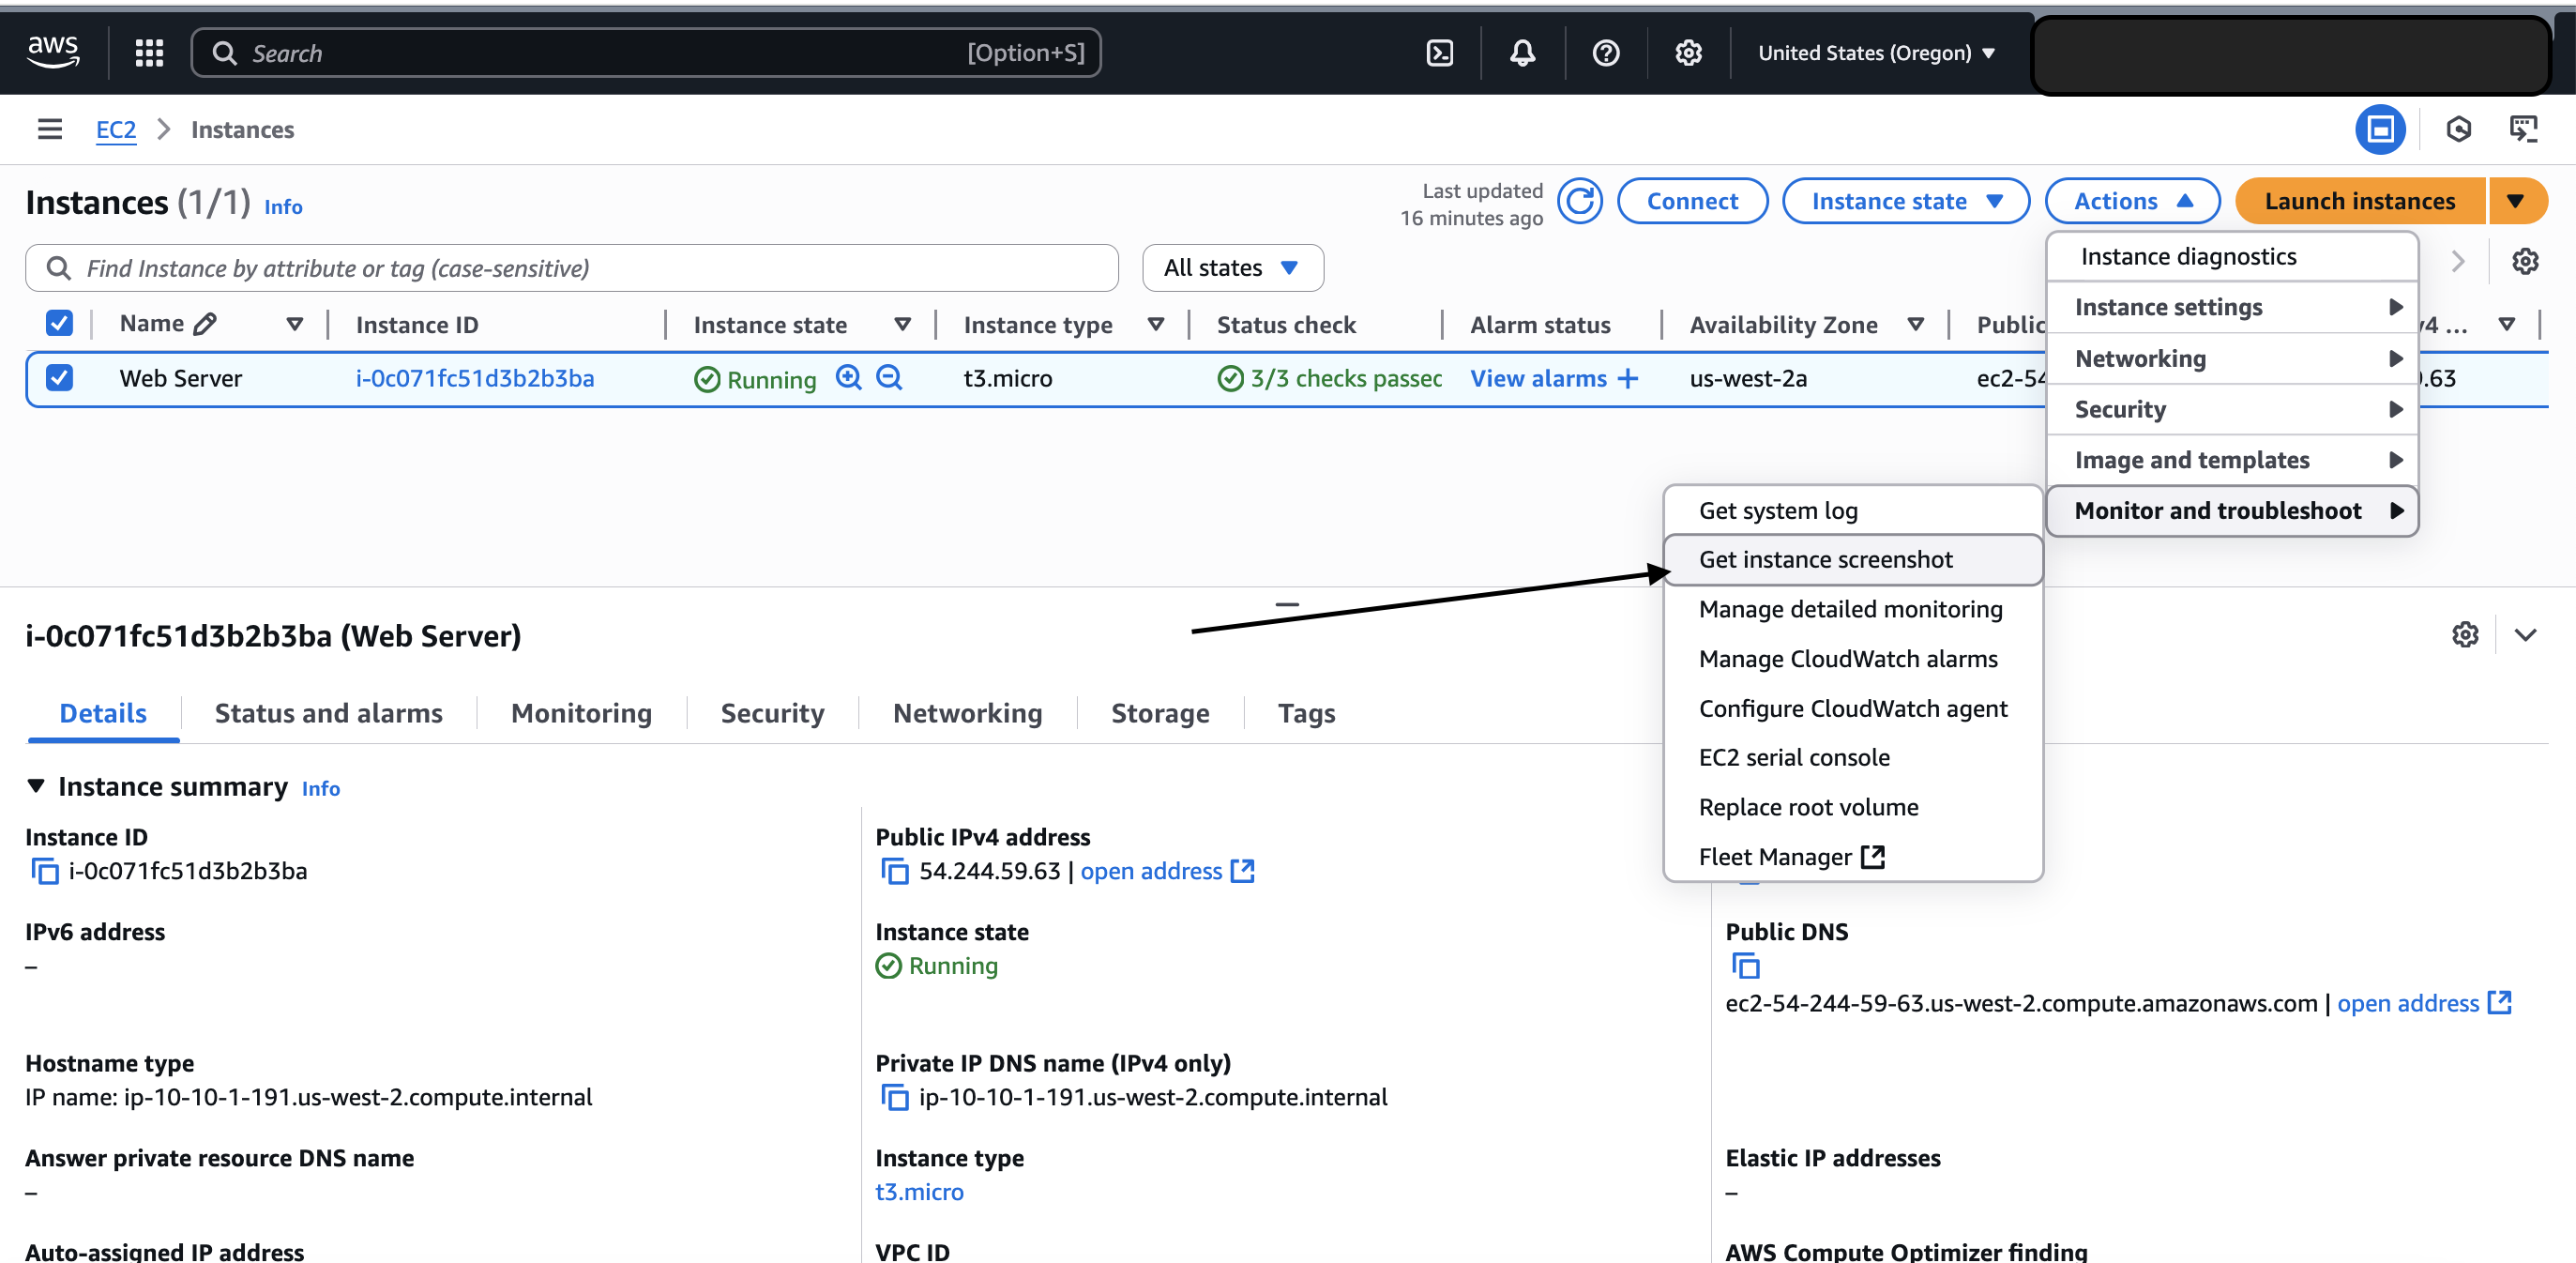 aws
Search [Option+S]
United States (Oregon)
EC2 Instances
Instances (1/1) Info
Last updated
16 minutes ago
Connect
Instance state
Actions
Launch instances
Find Instance by attribute or tag (case-sensitive)
All states
Name Instance ID Instance state Instance type Status check Alarm status Availability Zone Public v4 ...
Web Server i-0c071fc51d3b2b3ba Running t3.micro 3/3 checks passed View alarms + us-west-2a ec2-54 .63
Instance diagnostics
Instance settings
Networking
Security
Image and templates
Monitor and troubleshoot
Get system log
Get instance screenshot
Manage detailed monitoring
Manage CloudWatch alarms
Configure CloudWatch agent
EC2 serial console
Replace root volume
Fleet Manager
i-0c071fc51d3b2b3ba (Web Server)
Details Status and alarms Monitoring Security Networking Storage Tags
Instance summary Info
Instance ID
i-0c071fc51d3b2b3ba
Public IPv4 address
54.244.59.63 | open address
IPv6 address
–
Instance state
Running
Public DNS
ec2-54-244-59-63.us-west-2.compute.amazonaws.com | open address
Hostname type
IP name: ip-10-10-1-191.us-west-2.compute.internal
Private IP DNS name (IPv4 only)
ip-10-10-1-191.us-west-2.compute.internal
Answer private resource DNS name
–
Instance type
t3.micro
Elastic IP addresses
–
Auto-assigned IP address
VPC ID
AWS Compute Optimizer finding